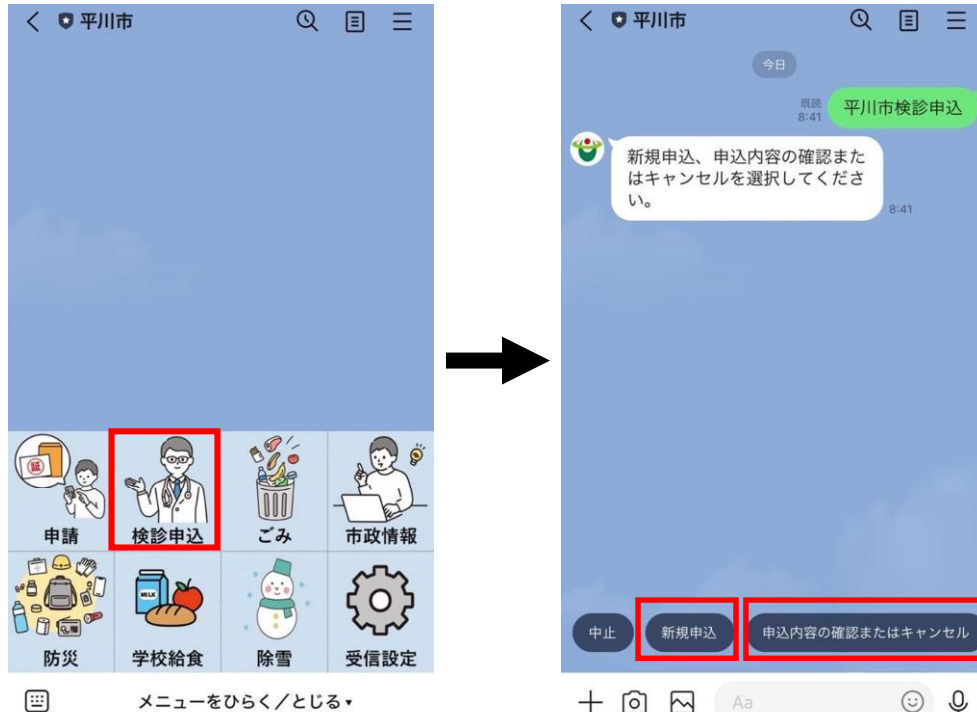 平川市
証
申請
検診申込
ごみ
市政情報
MILK
防災
学校給食
除雪
受信設定
メニューをひらく／とじる▾
平川市
今日
既読
8:41
平川市検診申込
新規申込、申込内容の確認また
はキャンセルを選択してくださ
い。
8:41
中止
新規申込
申込内容の確認またはキャンセル
Aa